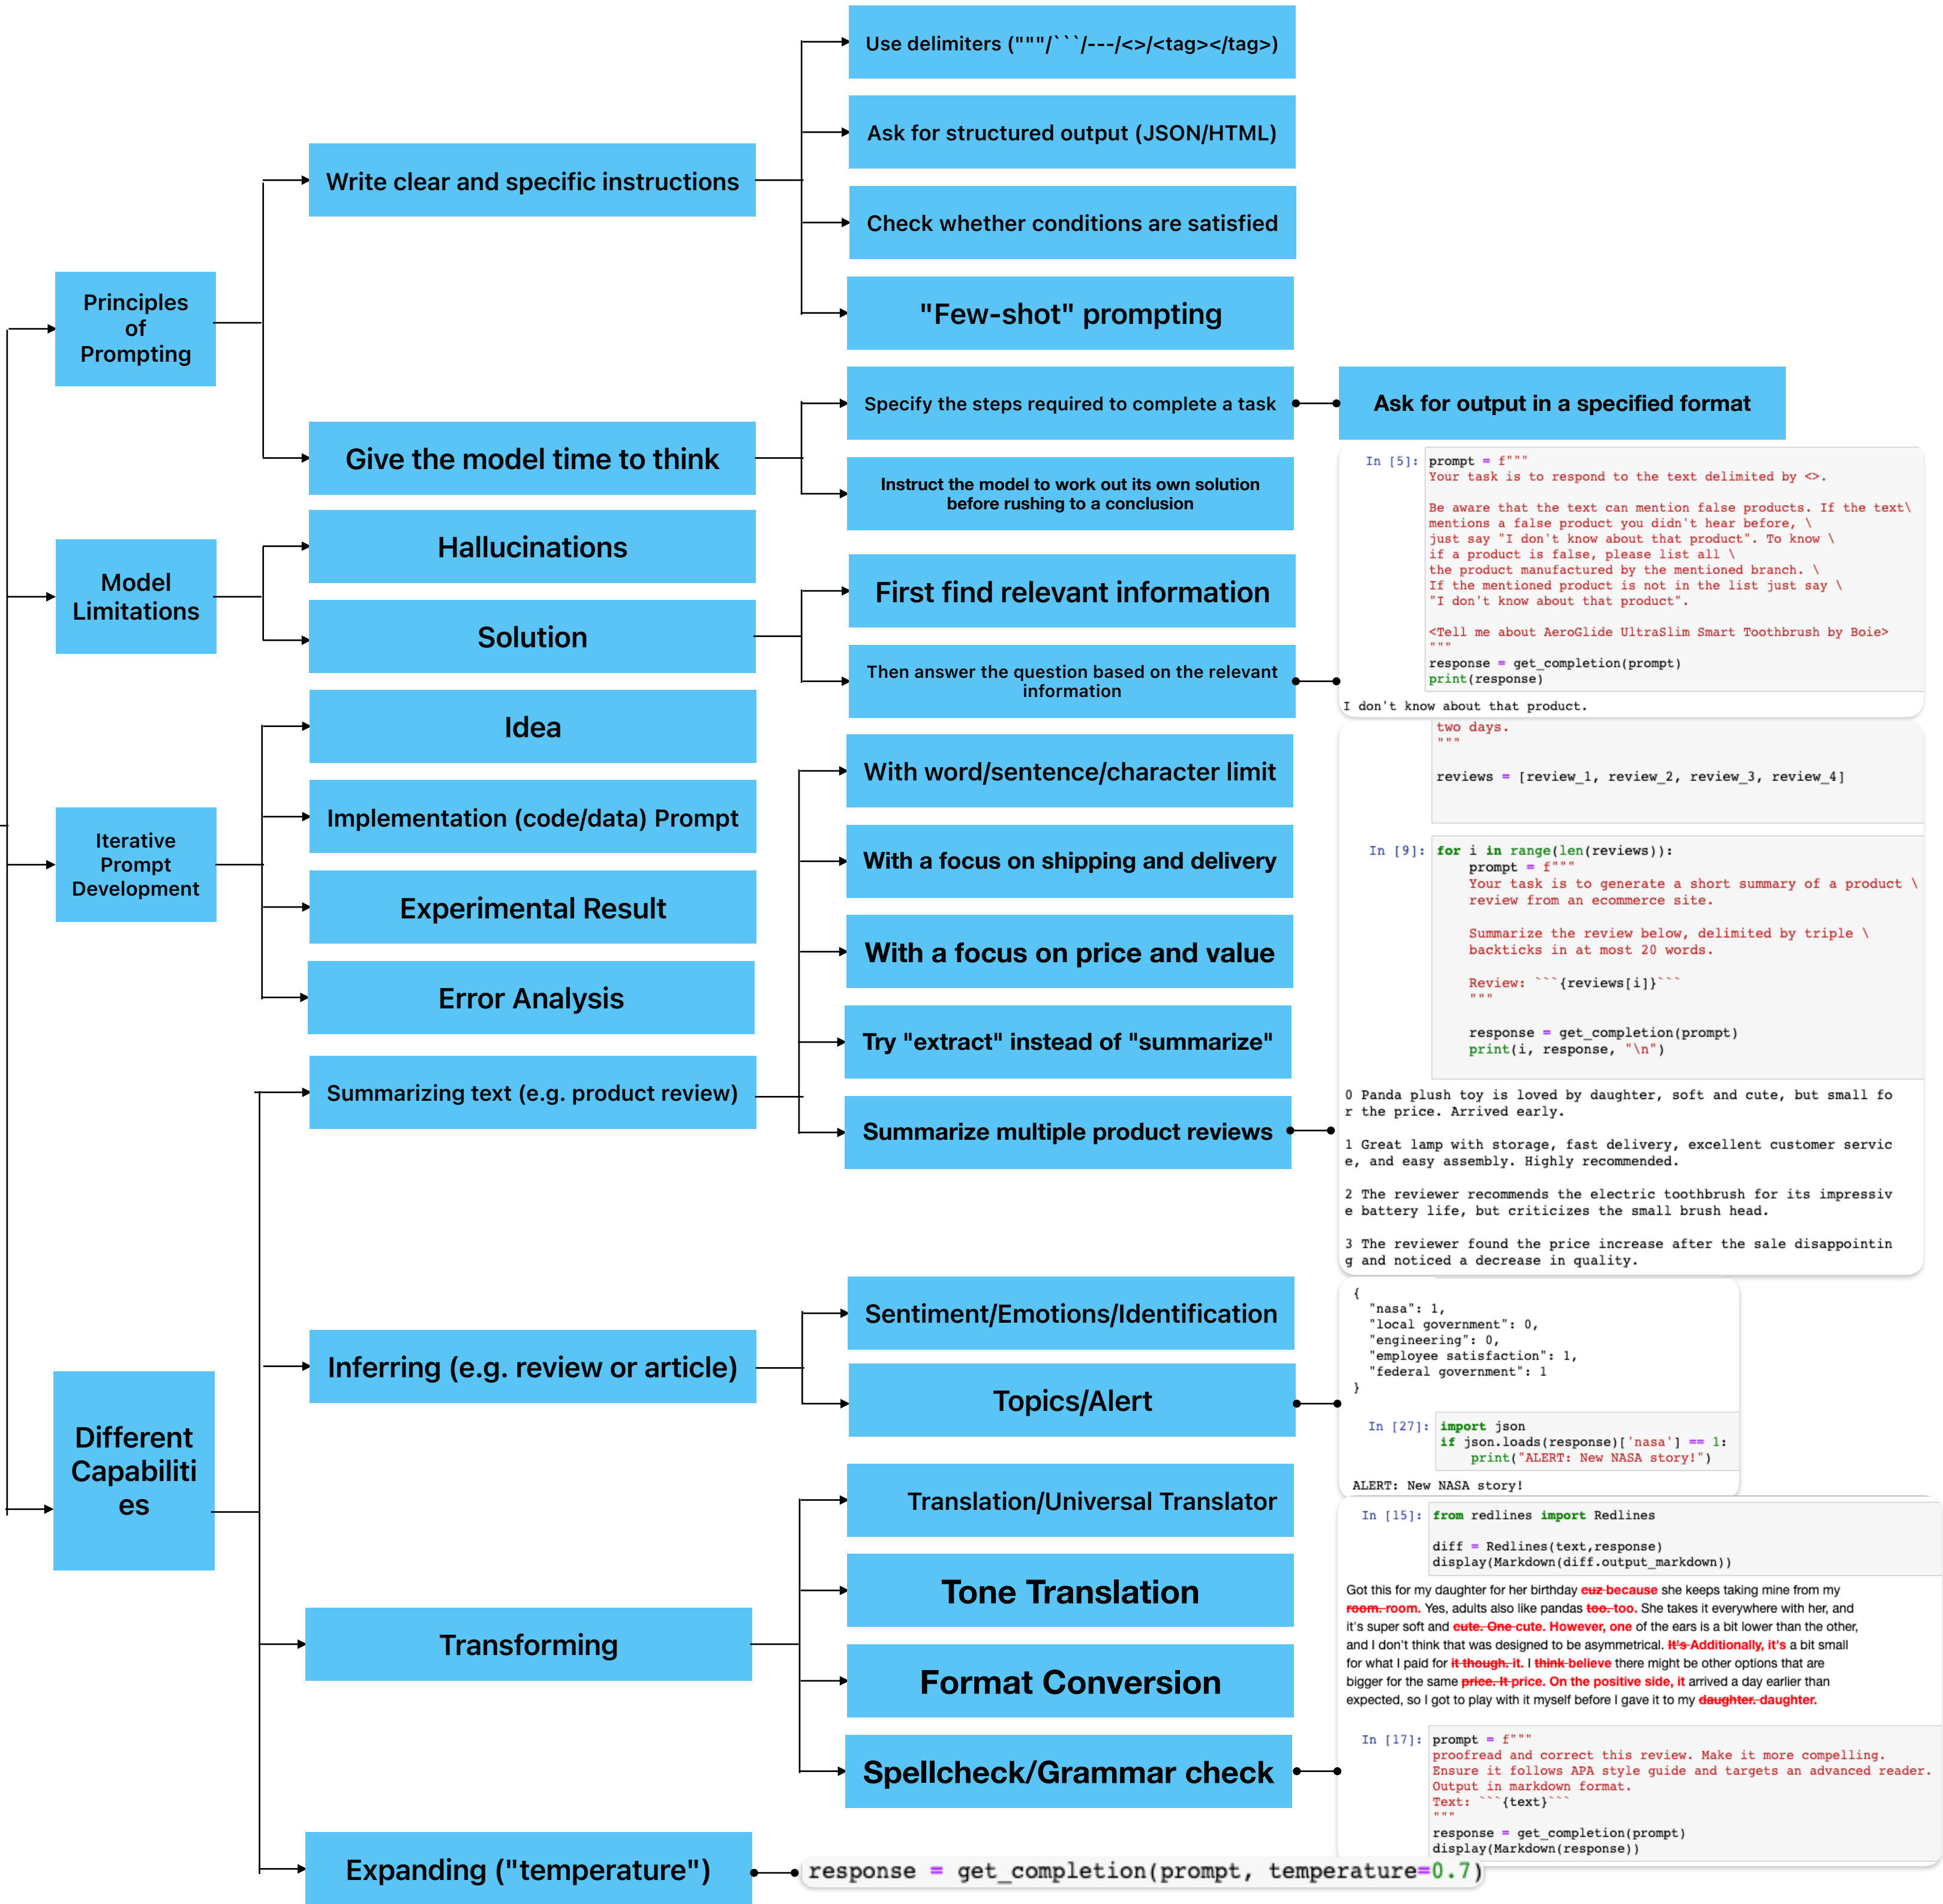 Principles
of
Prompting
Write clear and specific instructions
Use delimiters ("""/```/---/<>/<tag></tag>)
Ask for structured output (JSON/HTML)
Check whether conditions are satisfied
"Few-shot" prompting
Give the model time to think
Specify the steps required to complete a task
Ask for output in a specified format
Instruct the model to work out its own solution
before rushing to a conclusion
Model
Limitations
Hallucinations
Solution
First find relevant information
Then answer the question based on the relevant
information
In [5]: prompt = f"""
Your task is to respond to the text delimited by <>.
Be aware that the text can mention false products. If the text\
mentions a false product you didn't hear before, \
just say "I don't know about that product". To know \
if a product is false, please list all \
the product manufactured by the mentioned branch. \
If the mentioned product is not in the list just say \
"I don't know about that product".
<Tell me about AeroGlide UltraSlim Smart Toothbrush by Boie>
"""
response = get_completion(prompt)
print(response)
I don't know about that product.
Iterative
Prompt
Development
Idea
Implementation (code/data) Prompt
Experimental Result
Error Analysis
Different
Capabiliti
es
Summarizing text (e.g. product review)
With word/sentence/character limit
With a focus on shipping and delivery
With a focus on price and value
Try "extract" instead of "summarize"
Summarize multiple product reviews
two days.
"""
reviews = [review_1, review_2, review_3, review_4]
In [9]: for i in range(len(reviews)):
prompt = f"""
Your task is to generate a short summary of a product \
review from an ecommerce site.
Summarize the review below, delimited by triple \
backticks in at most 20 words.
Review: ```{reviews[i]}```
"""
response = get_completion(prompt)
print(i, response, "\n")
0 Panda plush toy is loved by daughter, soft and cute, but small fo
r the price. Arrived early.
1 Great lamp with storage, fast delivery, excellent customer servic
e, and easy assembly. Highly recommended.
2 The reviewer recommends the electric toothbrush for its impressiv
e battery life, but criticizes the small brush head.
3 The reviewer found the price increase after the sale disappointin
g and noticed a decrease in quality.
Inferring (e.g. review or article)
Sentiment/Emotions/Identification
Topics/Alert
{
"nasa": 1,
"local government": 0,
"engineering": 0,
"employee satisfaction": 1,
"federal government": 1
}
In [27]: import json
if json.loads(response)['nasa'] == 1:
print("ALERT: New NASA story!")
ALERT: New NASA story!
Transforming
Translation/Universal Translator
Tone Translation
Format Conversion
Spellcheck/Grammar check
In [15]: from redlines import Redlines
diff = Redlines(text,response)
display(Markdown(diff.output_markdown))
Got this for my daughter for her birthday cuz because she keeps taking mine from my
room. room. Yes, adults also like pandas too. too. She takes it everywhere with her, and
it's super soft and cute. One cute. However, one of the ears is a bit lower than the other,
and I don't think that was designed to be asymmetrical. It's Additionally, it's a bit small
for what I paid for it though. it. I think believe there might be other options that are
bigger for the same price. It price. On the positive side, it arrived a day earlier than
expected, so I got to play with it myself before I gave it to my daughter. daughter.
In [17]: prompt = f"""
proofread and correct this review. Make it more compelling.
Ensure it follows APA style guide and targets an advanced reader.
Output in markdown format.
Text: ```{text}```
"""
response = get_completion(prompt)
display(Markdown(response))
Expanding ("temperature")
response = get_completion(prompt, temperature=0.7)